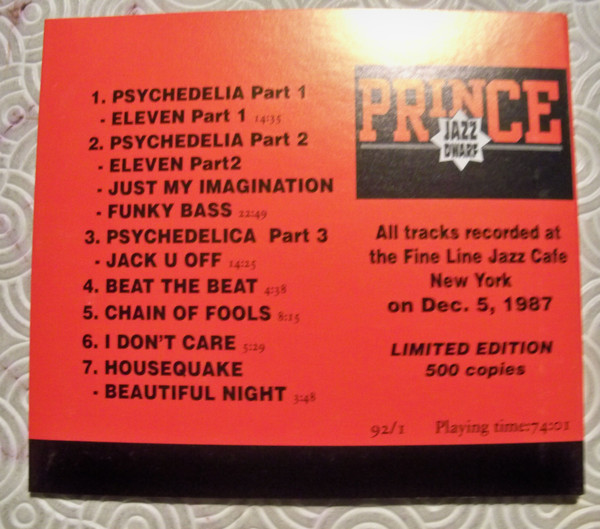 1. PSYCHEDELIA Part 1
- ELEVEN Part 1 14:35
2. PSYCHEDELIA Part 2
- ELEVEN Part2
- JUST MY IMAGINATION
- FUNKY BASS 22:49
3. PSYCHEDELICA Part 3
- JACK U OFF 14:25
4. BEAT THE BEAT 4:38
5. CHAIN OF FOOLS 8:15
6. I DON'T CARE 5:29
7. HOUSEQUAKE
- BEAUTIFUL NIGHT 3:48
PRINCE
JAZZ
DWARF
All tracks recorded at
the Fine Line Jazz Cafe
New York
on Dec. 5, 1987
LIMITED EDITION
500 copies
92/1 Playing time:74:01